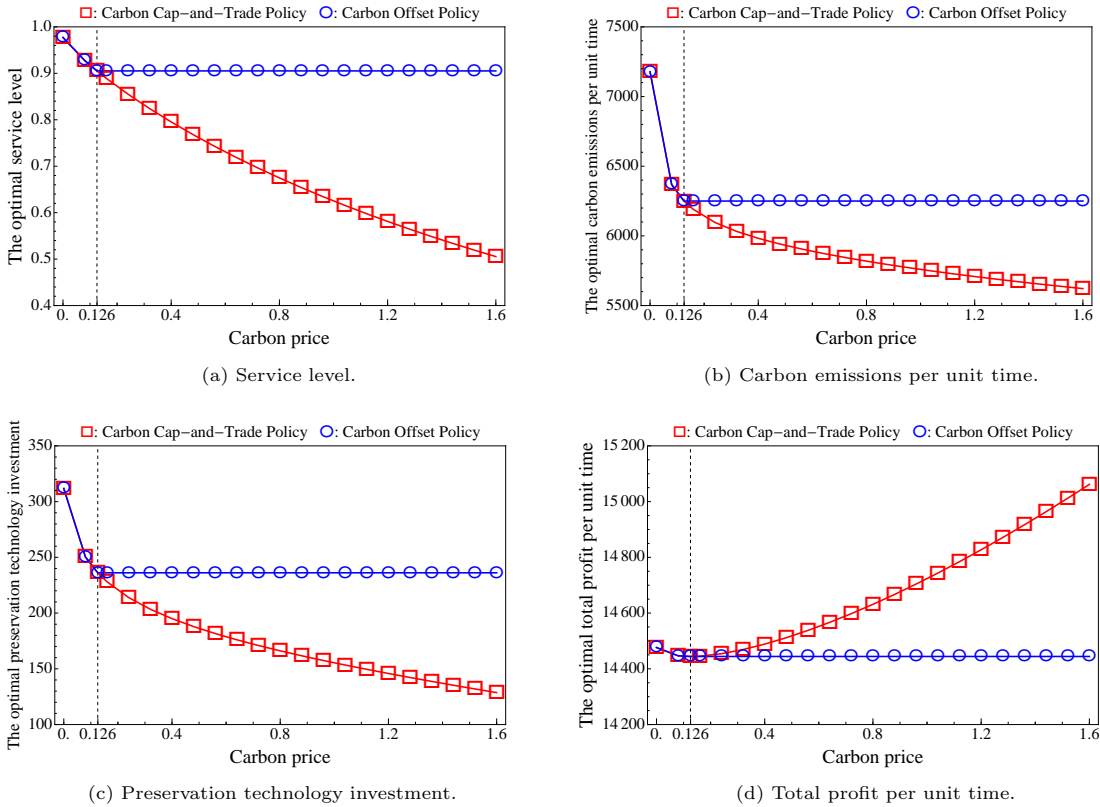 □: Carbon Cap−and−Trade Policy ○: Carbon Offset Policy
The optimal service level
1.0
0.9
0.8
0.7
0.6
0.5
0.4
0. 0.126 0.4 0.8 1.2 1.6
Carbon price
(a) Service level.
□: Carbon Cap−and−Trade Policy ○: Carbon Offset Policy
The optimal carbon emissions per unit time
7500
7000
6500
6000
5500
0. 0.126 0.4 0.8 1.2 1.6
Carbon price
(b) Carbon emissions per unit time.
□: Carbon Cap−and−Trade Policy ○: Carbon Offset Policy
The optimal preservation technology investment
350
300
250
200
150
100
0. 0.126 0.4 0.8 1.2 1.6
Carbon price
(c) Preservation technology investment.
□: Carbon Cap−and−Trade Policy ○: Carbon Offset Policy
The optimal total profit per unit time
15 200
15 000
14 800
14 600
14 400
14 200
0. 0.126 0.4 0.8 1.2 1.6
Carbon price
(d) Total profit per unit time.